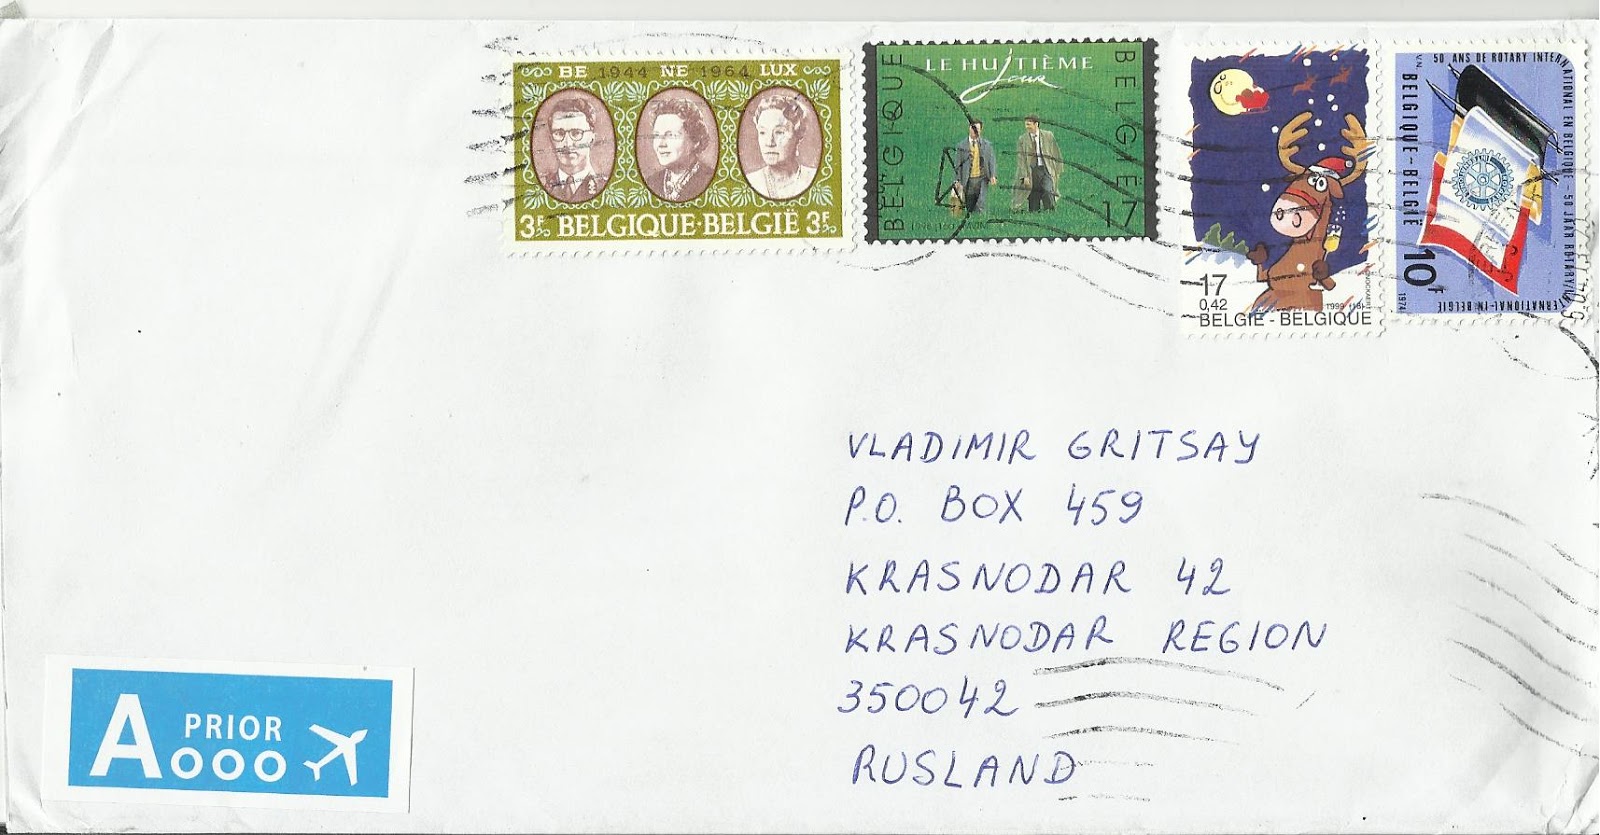 BE 1944 NE 1964 LUX
3F BELGIQUE·BELGIË 3F
LE HUITIÈME
Jour
BELGIQUE
BELGIË
17
17
0,42
1999
BELGIË - BELGIQUE
50 ANS DE ROTARY INTERNATIONAL EN BELGIQUE - 50 JAAR ROTARY INTERNATIONAL IN BELGIË
BELGIQUE-BELGIË
10F
1974
VLADIMIR GRITSAY
P.O. BOX 459
KRASNODAR 42
KRASNODAR REGION
350042
RUSLAND
A PRIOR